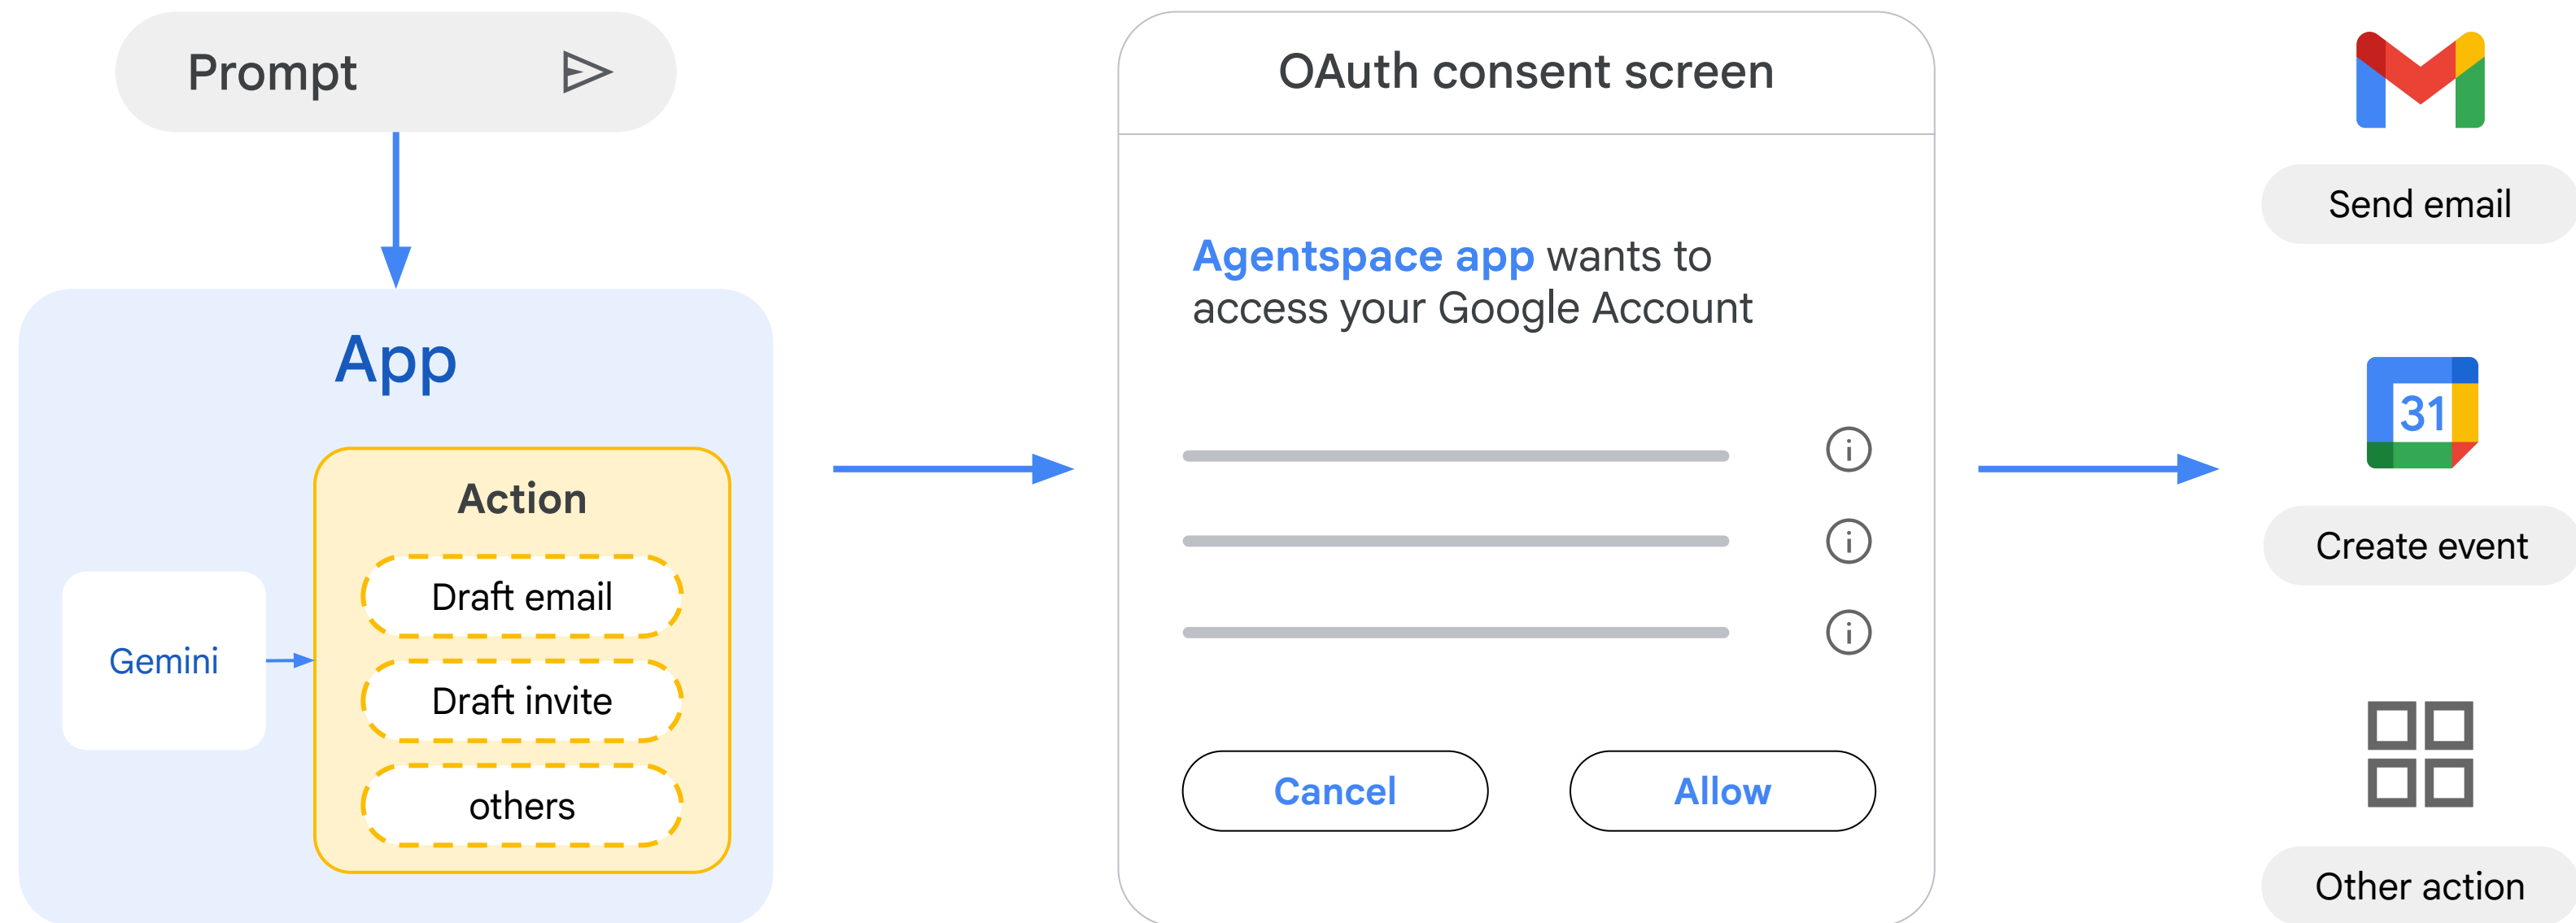 Prompt
App
Action
Gemini
Draft email
Draft invite
others
OAuth consent screen
Agentspace app wants to
access your Google Account
Cancel
Allow
Send email
31
Create event
Other action